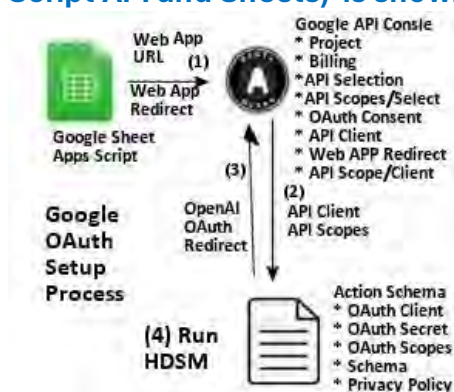 Script API and Sheets) is shown
Web App
URL
(1)
Web App
Redirect
Google Sheet
Apps Script
A
Google API Consle
* Project
* Billing
*API Selection
*API Scopes/Select
* OAuth Consent
* API Client
* Web APP Redirect
* API Scope/Client
(3)
(2)
OpenAI
OAuth
Redirect
API Client
API Scopes
Google
OAuth
Setup
Process
(4) Run
HDSM
Action Schema
* OAuth Client
* OAuth Secret
* OAuth Scopes
* Schema
* Privacy Policy